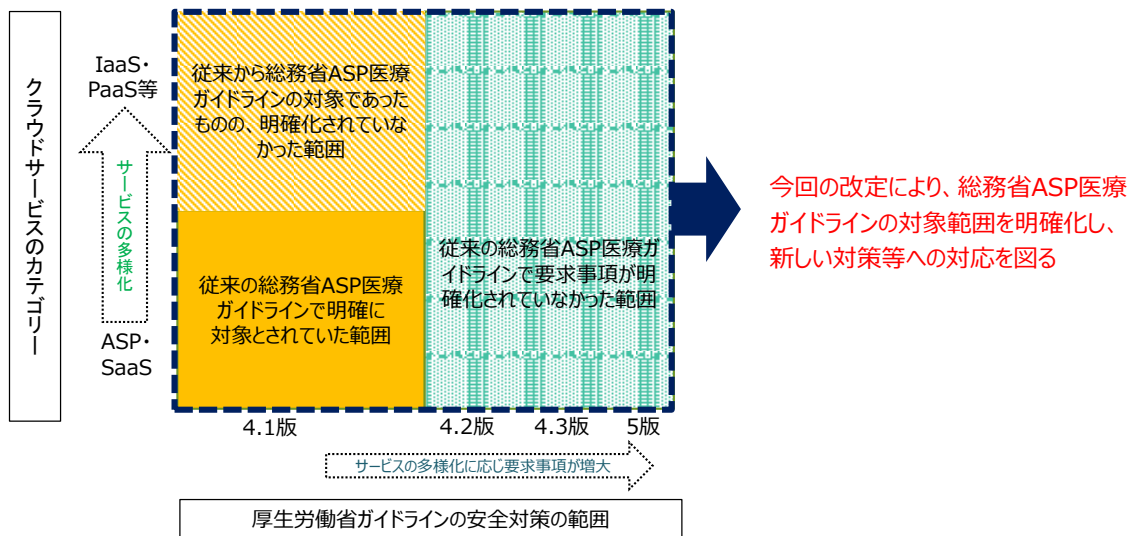 クラウドサービスのカテゴリー
IaaS・
PaaS等
サービスの多様化
ASP・
SaaS
従来から総務省ASP医療
ガイドラインの対象であった
ものの、明確化されていな
かった範囲
従来の総務省ASP医療
ガイドラインで明確に
対象とされていた範囲
従来の総務省ASP医療ガ
イドラインで要求事項が明
確化されていなかった範囲
今回の改定により、総務省ASP医療
ガイドラインの対象範囲を明確化し、
新しい対策等への対応を図る
4.1版
4.2版
4.3版
5版
サービスの多様化に応じ要求事項が増大
厚生労働省ガイドラインの安全対策の範囲